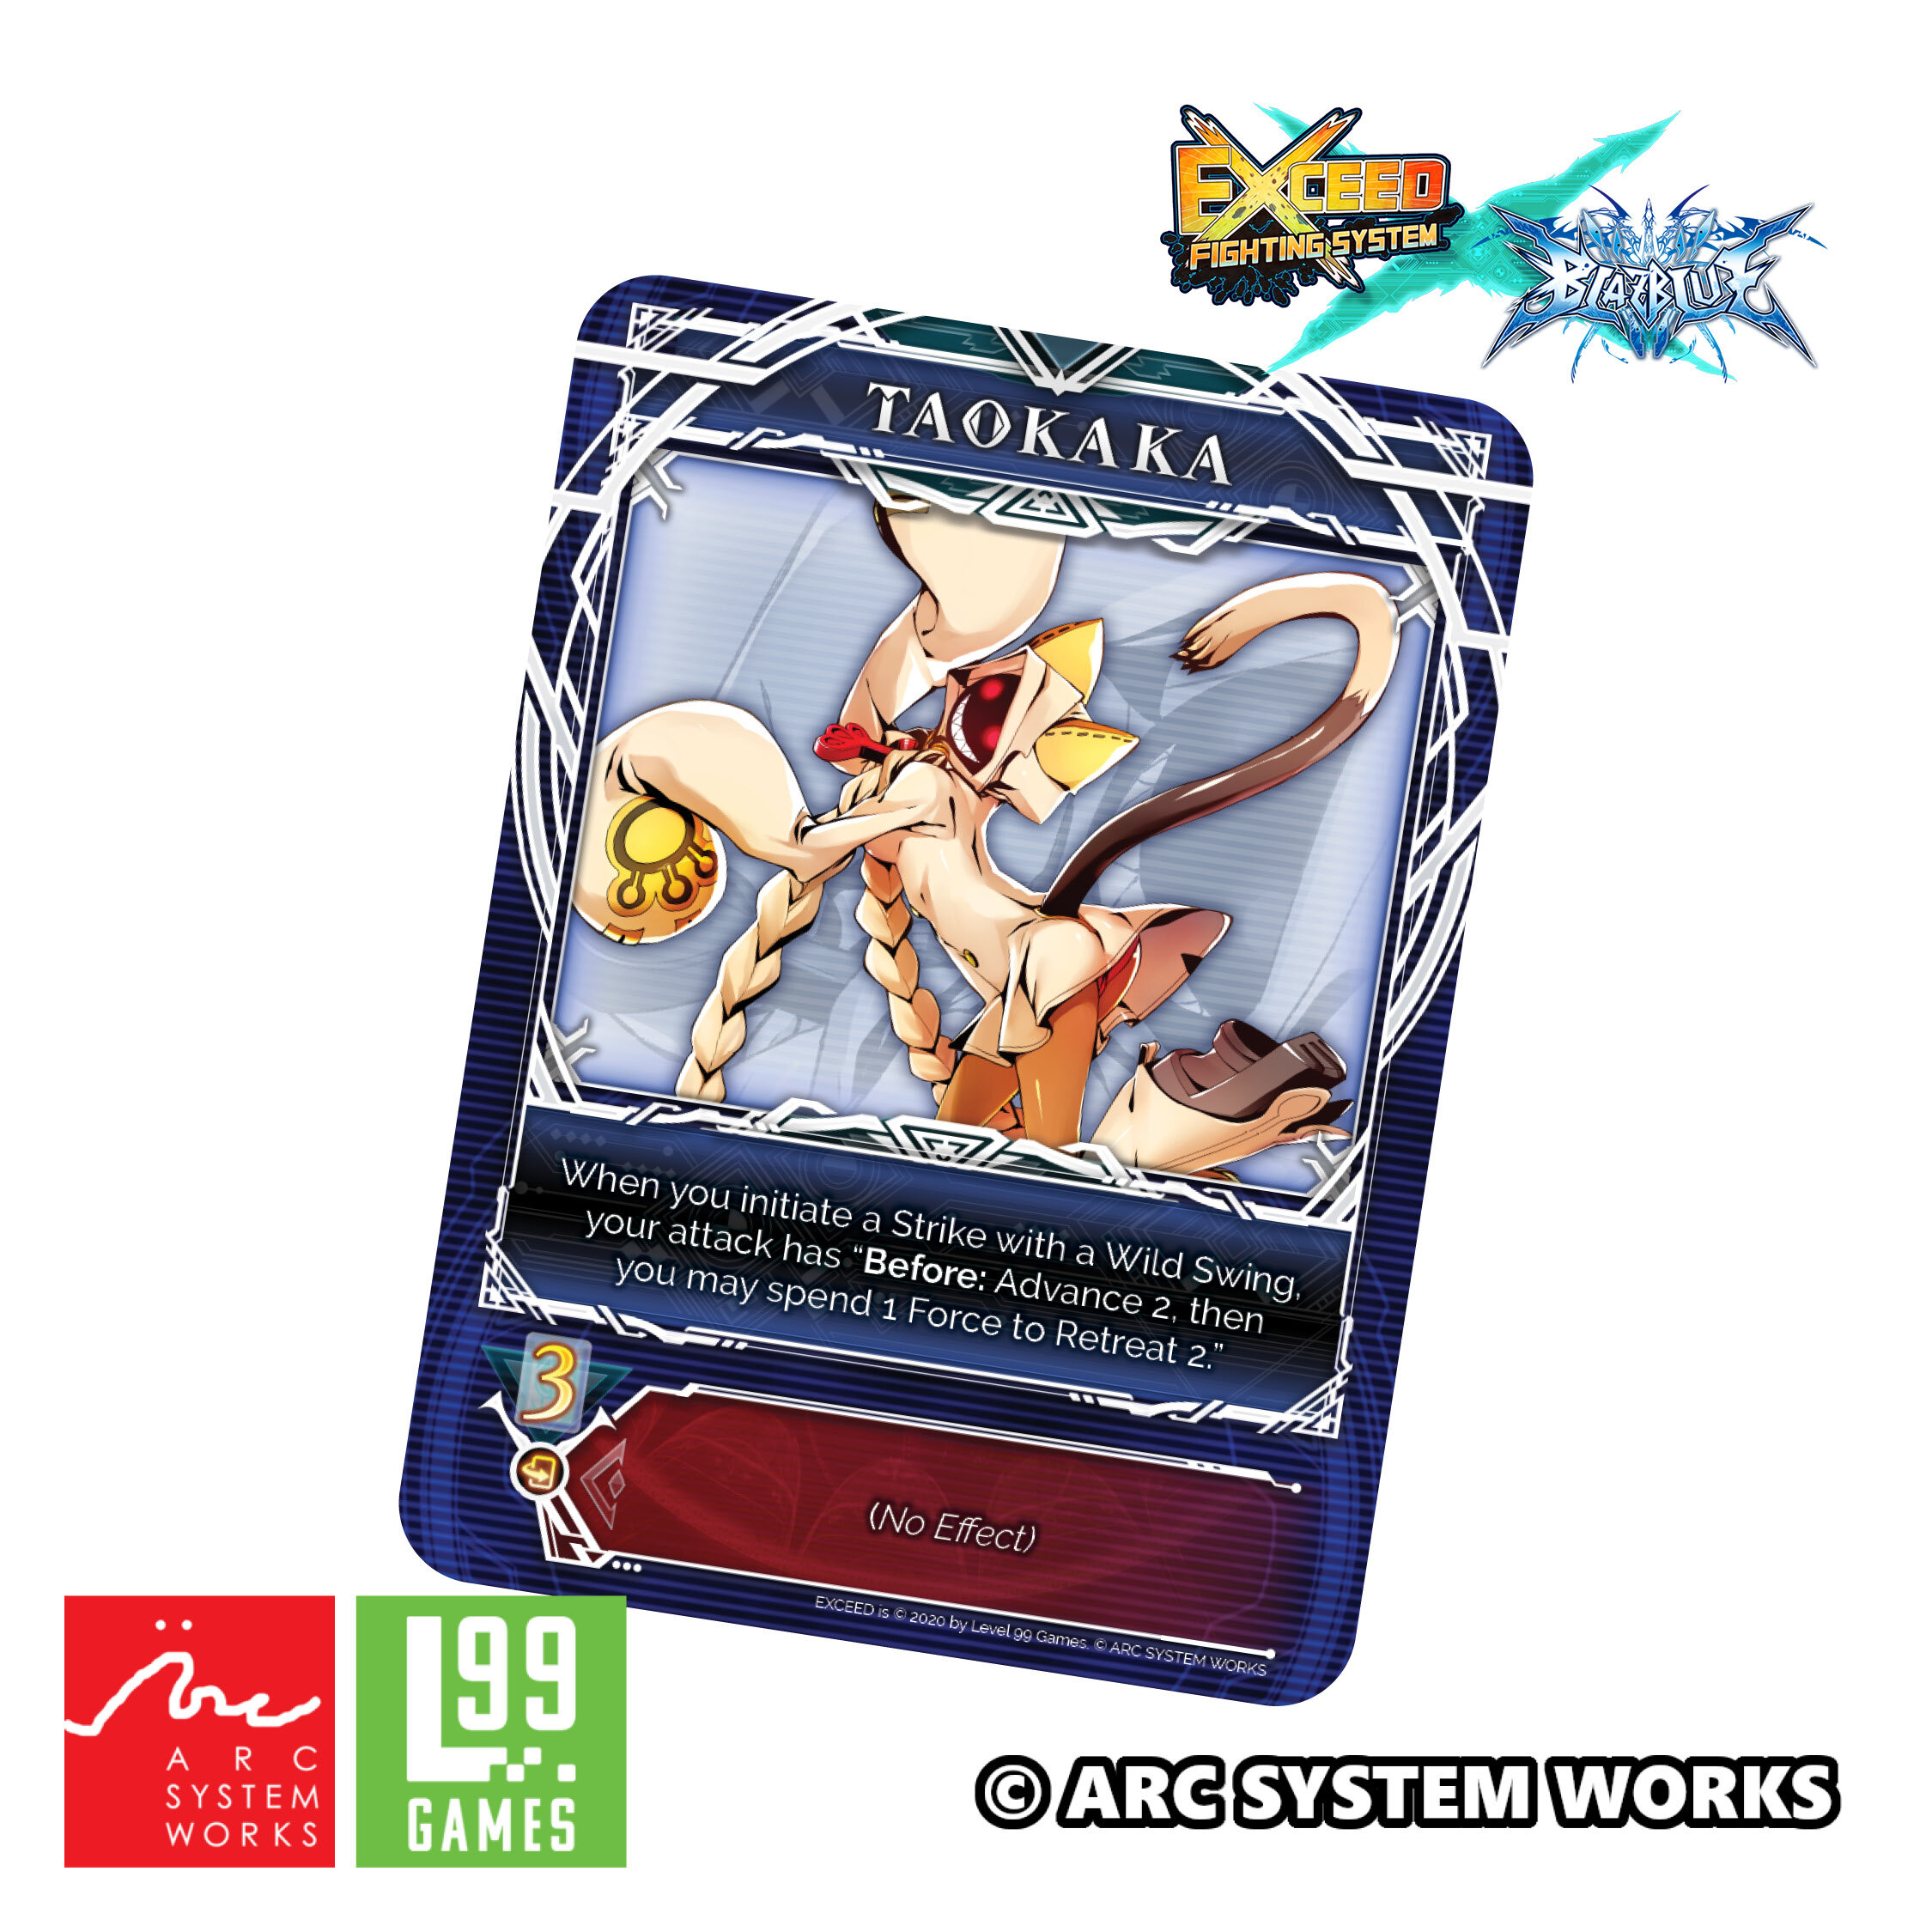 EXCEED
FIGHTING SYSTEM
BLAZBLUE
TAOKAKA
When you initiate a Strike with a Wild Swing,
your attack has “Before: Advance 2, then
you may spend 1 Force to Retreat 2.”
3
(No Effect)
EXCEED is © 2020 by Level 99 Games. © ARC SYSTEM WORKS
Arc
ARC
SYSTEM
WORKS
L99
GAMES
© ARC SYSTEM WORKS